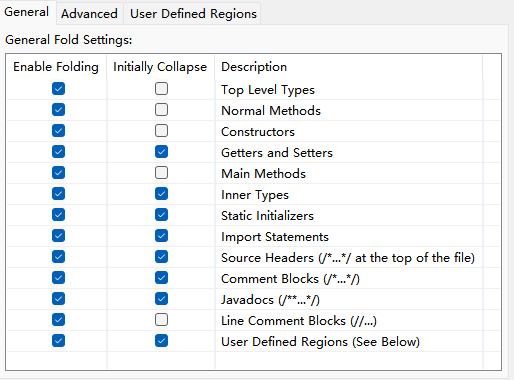 General Advanced User Defined Regions
General Fold Settings:
Enable Folding Initially Collapse Description
Top Level Types
Normal Methods
Constructors
Getters and Setters
Main Methods
Inner Types
Static Initializers
Import Statements
Source Headers (/*...*/ at the top of the file)
Comment Blocks (/*...*/)
Javadocs (/**...*/)
Line Comment Blocks (//...)
User Defined Regions (See Below)